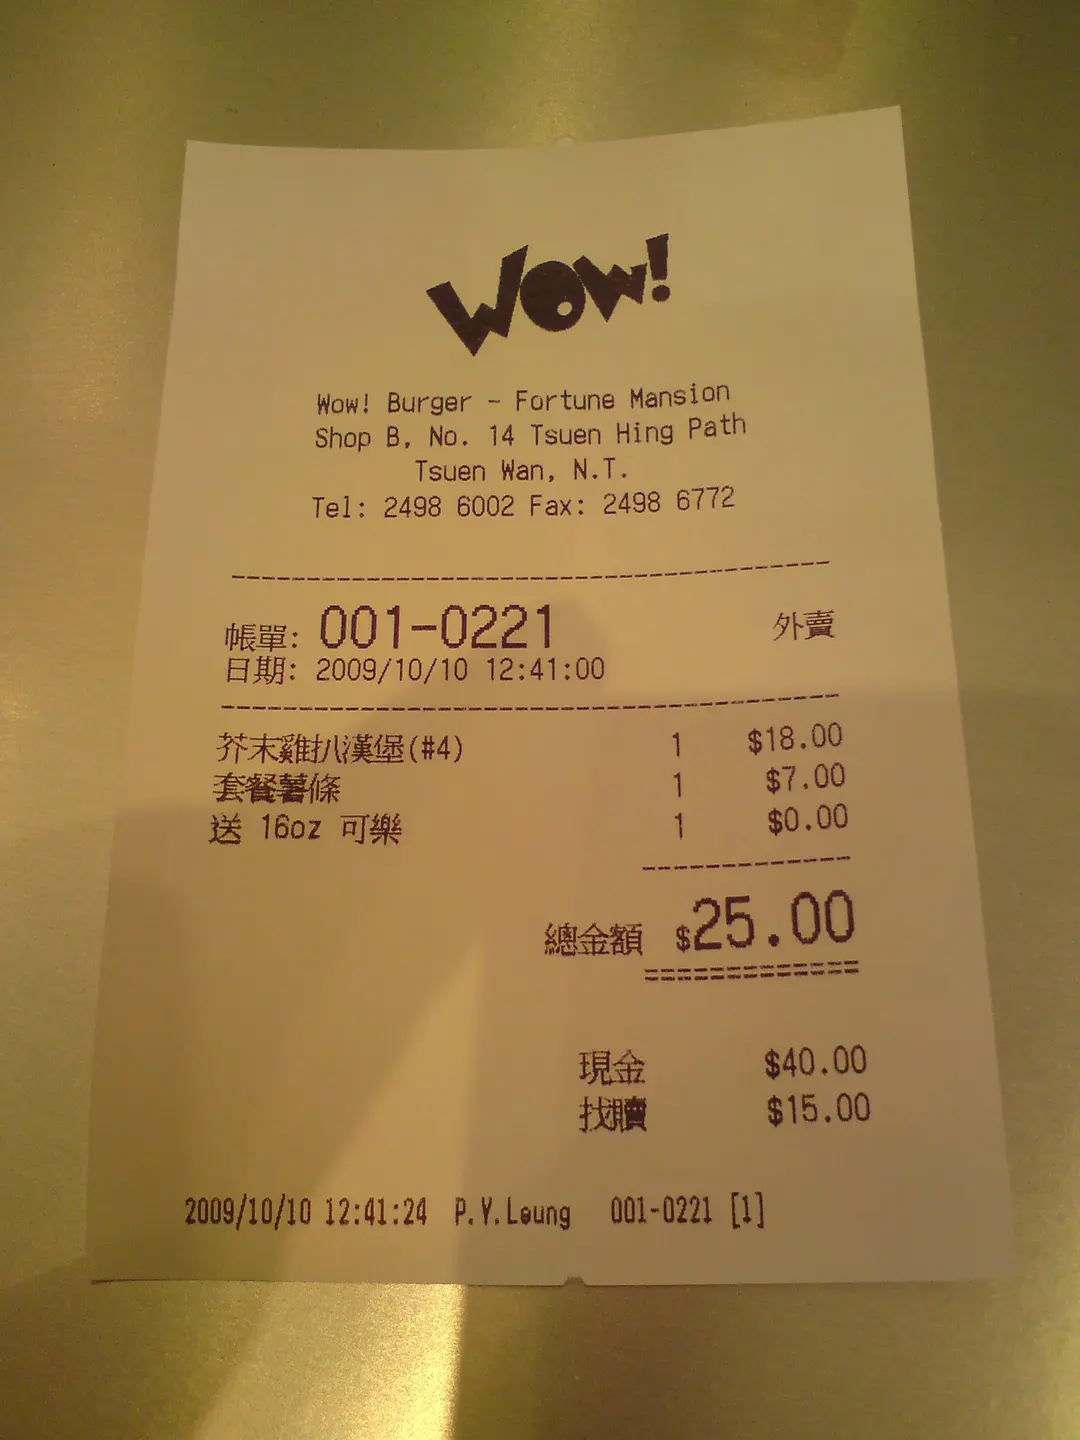 Wow!
Wow! Burger - Fortune Mansion
Shop B, No. 14 Tsuen Hing Path
Tsuen Wan, N.T.
Tel: 2498 6002 Fax: 2498 6772
帳單: 001-0221 外賣
日期: 2009/10/10 12:41:00
芥末雞扒漢堡(#4) 1 $18.00
套餐薯條 1 $7.00
送 16oz 可樂 1 $0.00
總金額 $25.00
現金 $40.00
找贖 $15.00
2009/10/10 12:41:24 P.Y.Leung 001-0221 [1]